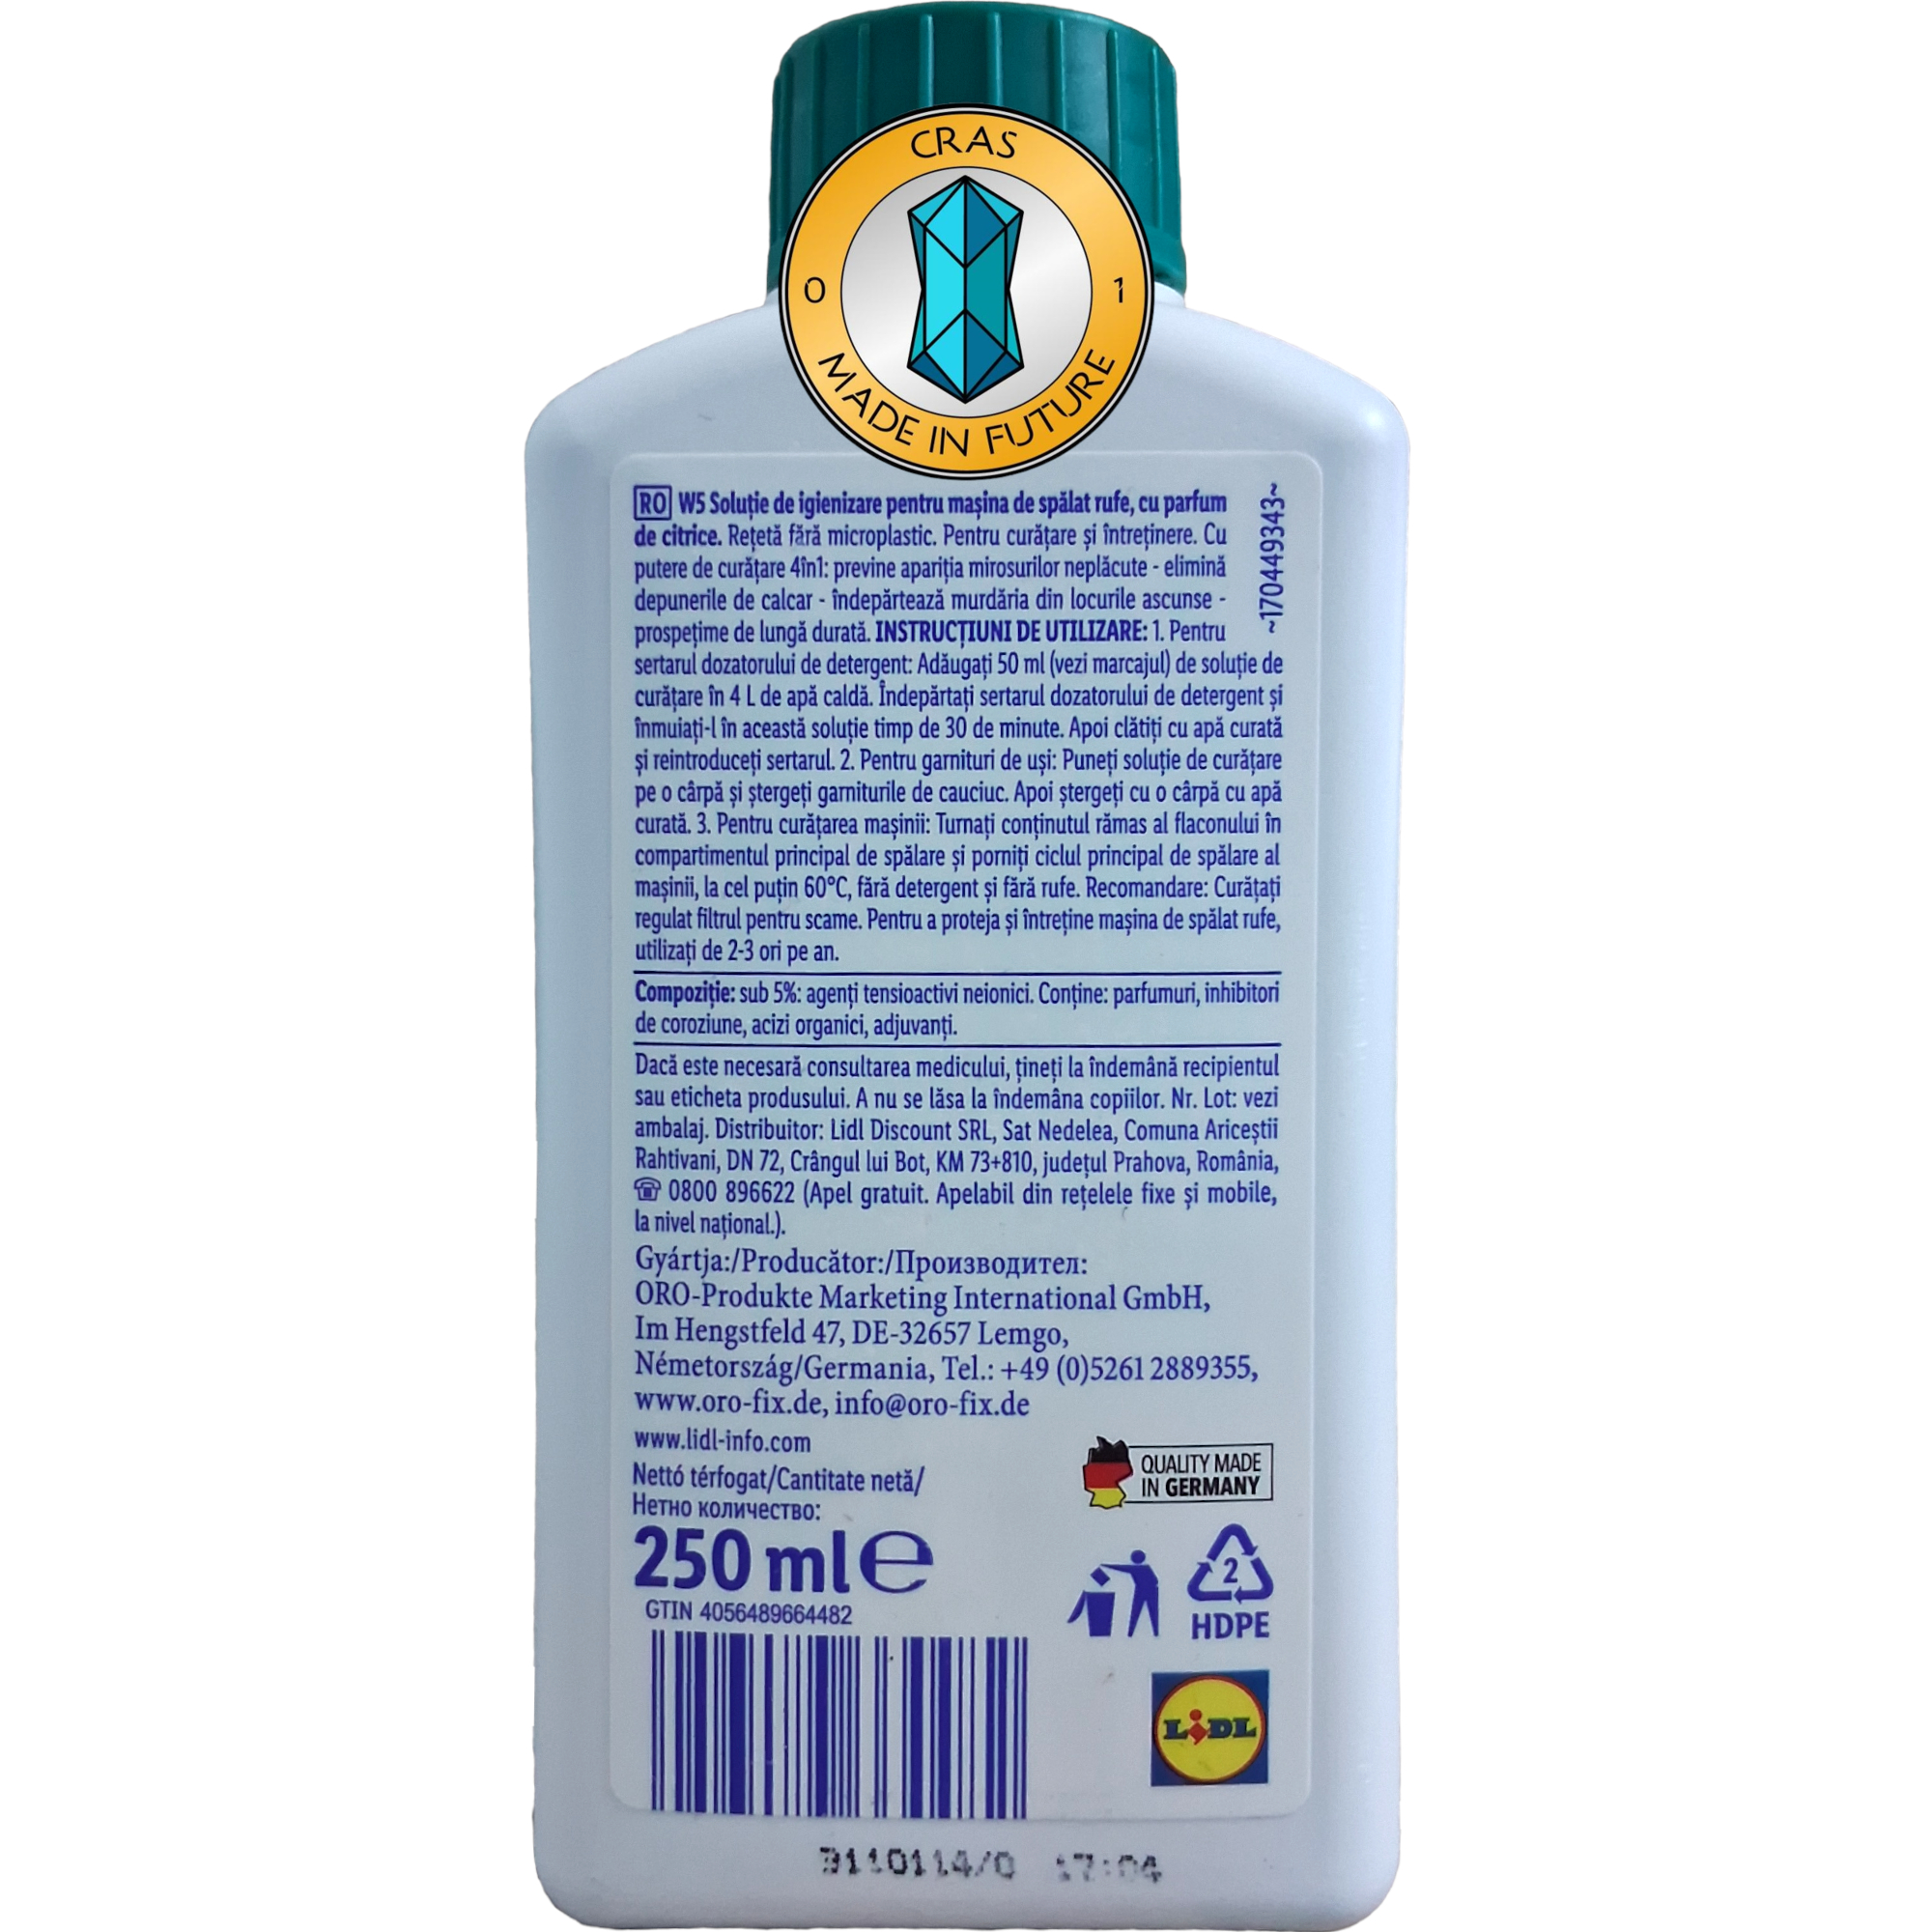 CRAS
0 1
MADE IN FUTURE
RO W5 Soluție de igienizare pentru mașina de spălat rufe, cu parfum
de citrice. Rețetă fără microplastic. Pentru curățare și întreținere. Cu
putere de curățare 4în1: previne apariția mirosurilor neplăcute - elimină
depunerile de calcar - îndepărtează murdăria din locurile ascunse -
prospețime de lungă durată. INSTRUCȚIUNI DE UTILIZARE: 1. Pentru
sertarul dozatorului de detergent: Adăugați 50 ml (vezi marcajul) de soluție de
curățare în 4 L de apă caldă. Îndepărtați sertarul dozatorului de detergent și
înmuiați-l în această soluție timp de 30 de minute. Apoi clătiți cu apă curată
și reintroduceți sertarul. 2. Pentru garnituri de uși: Puneți soluție de curățare
pe o cârpă și ștergeți garniturile de cauciuc. Apoi ștergeți cu o cârpă cu apă
curată. 3. Pentru curățarea mașinii: Turnați conținutul rămas al flaconului în
compartimentul principal de spălare și porniți ciclul principal de spălare al
mașinii, la cel puțin 60°C, fără detergent și fără rufe. Recomandare: Curățați
regulat filtrul pentru scame. Pentru a proteja și întreține mașina de spălat rufe,
utilizați de 2-3 ori pe an.
~170449343~
Compoziție: sub 5%: agenți tensioactivi neionici. Conține: parfumuri, inhibitori
de coroziune, acizi organici, adjuvanți.
Dacă este necesară consultarea medicului, țineți la îndemână recipientul
sau eticheta produsului. A nu se lăsa la îndemâna copiilor. Nr. Lot: vezi
ambalaj. Distribuitor: Lidl Discount SRL, Sat Nedelea, Comuna Ariceștii
Rahtivani, DN 72, Crângul lui Bot, KM 73+810, județul Prahova, România,
☏ 0800 896622 (Apel gratuit. Apelabil din rețelele fixe și mobile,
la nivel național.).
Gyártja:/Producător:/Производител:
ORO-Produkte Marketing International GmbH,
Im Hengstfeld 47, DE-32657 Lemgo,
Németország/Germania, Tel.: +49 (0)5261 2889355,
www.oro-fix.de, info@oro-fix.de
www.lidl-info.com
Nettó térfogat/Cantitate netă/
Нетно количество:
250 ml e
GTIN 4056489664482
QUALITY MADE
IN GERMANY
2
HDPE
LIDL
3110114/0 17:04